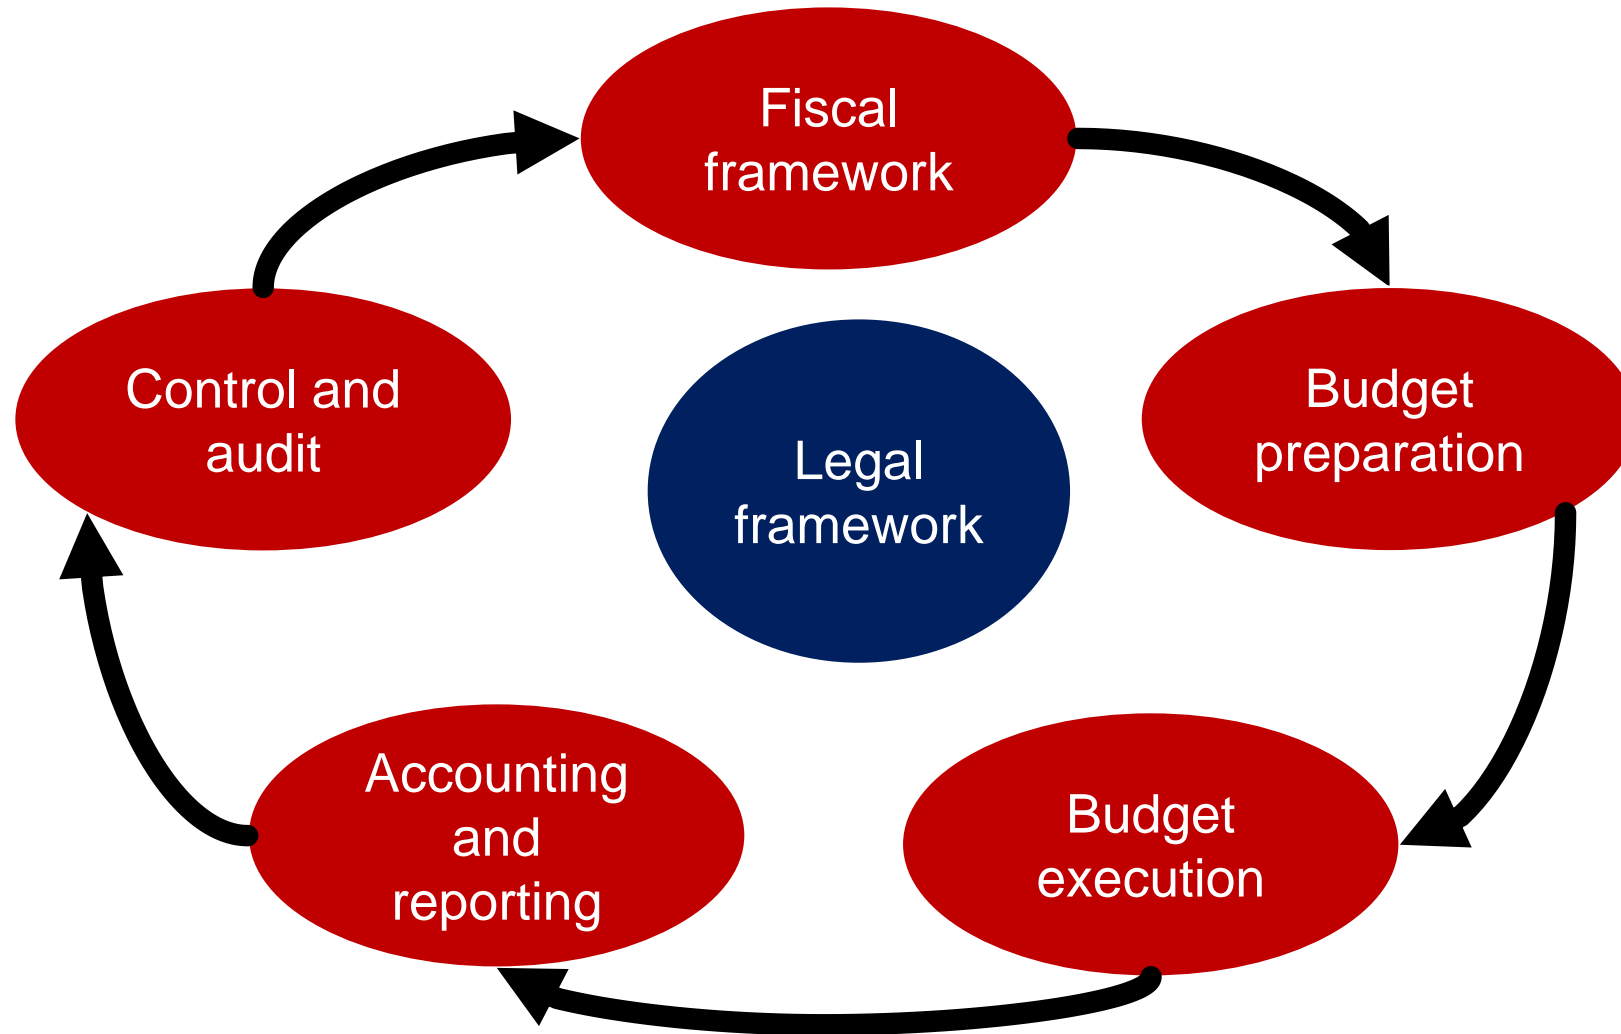 Fiscal
framework
Budget
preparation
Budget
execution
Accounting
and
reporting
Control and
audit
Legal
framework